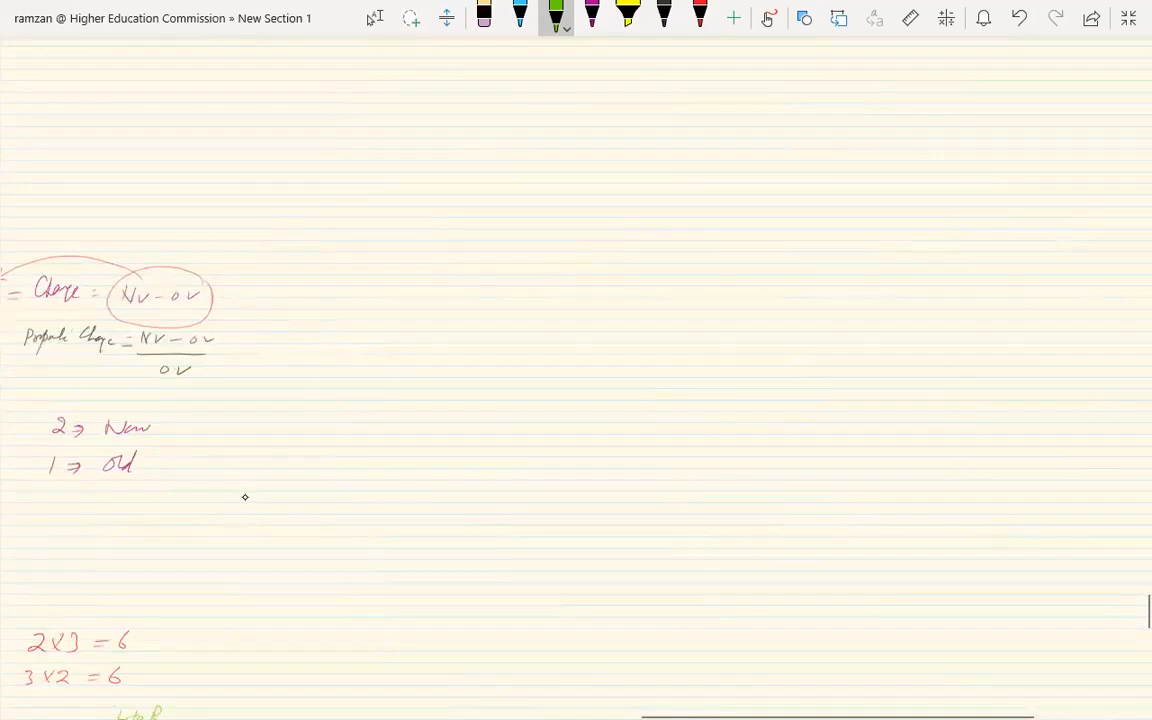 ramzan @ Higher Education Commission » New Section 1
= Change = NV - OV
Change = NV - OV
OV
2 ⇒ New
1 ⇒ Old
2 x 3 = 6
3 x 2 = 6